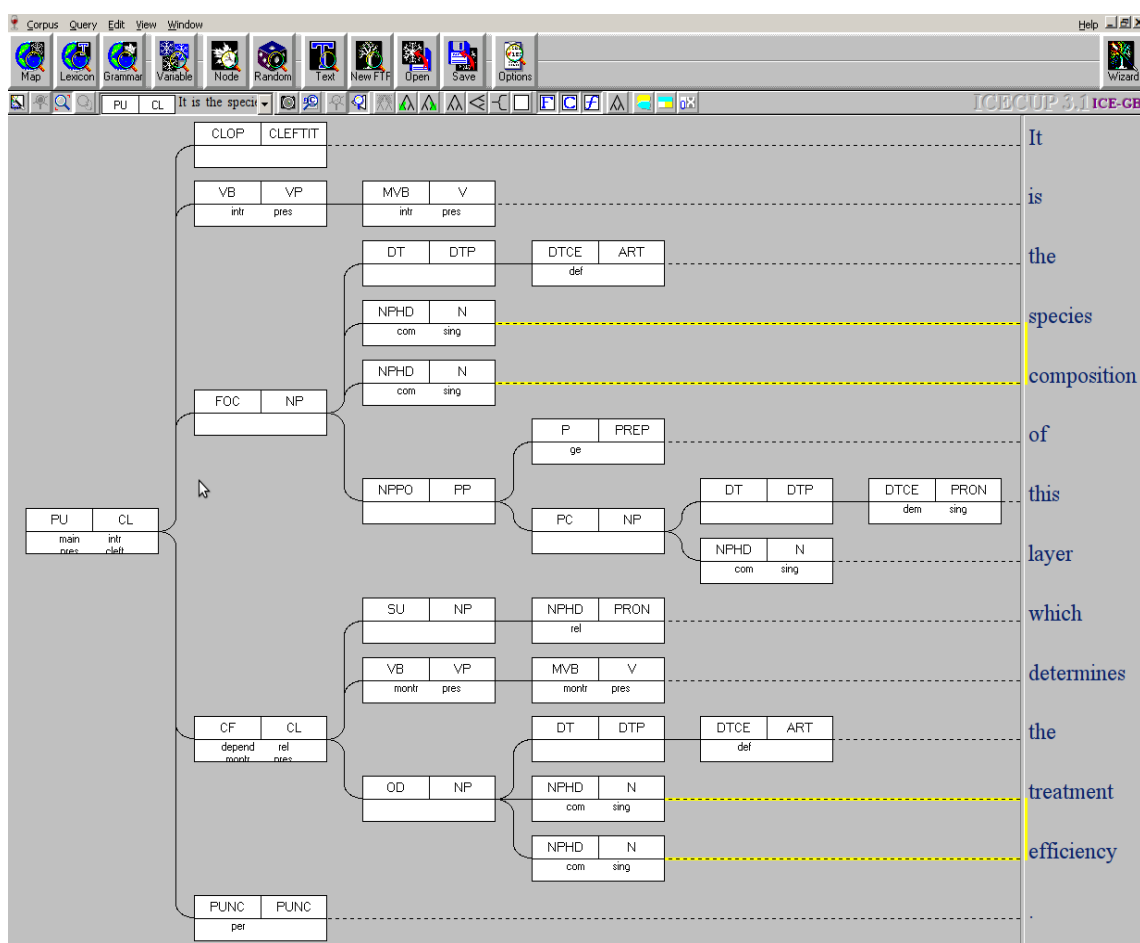 Corpus Query Edit View Window Help
Map Lexicon Grammar Variable Node Random Text New FTF Open Save Options Wizard
PU CL It is the specie F C f ICECUP 3.1 ICE-GB
CLOP CLEFTIT It
VB VP MVB V is
intr pres intr pres
DT DTP DTCE ART the
def
NPHD N species
com sing
NPHD N composition
com sing
FOC NP
P PREP of
ge
NPPO PP DT DTP DTCE PRON this
dem sing
PU CL PC NP
main intr
pres cleft
NPHD N layer
com sing
SU NP NPHD PRON which
rel
VB VP MVB V determines
montr pres montr pres
CF CL DT DTP DTCE ART the
depend rel def
montr pres
OD NP NPHD N treatment
com sing
NPHD N efficiency
com sing
PUNC PUNC .
per